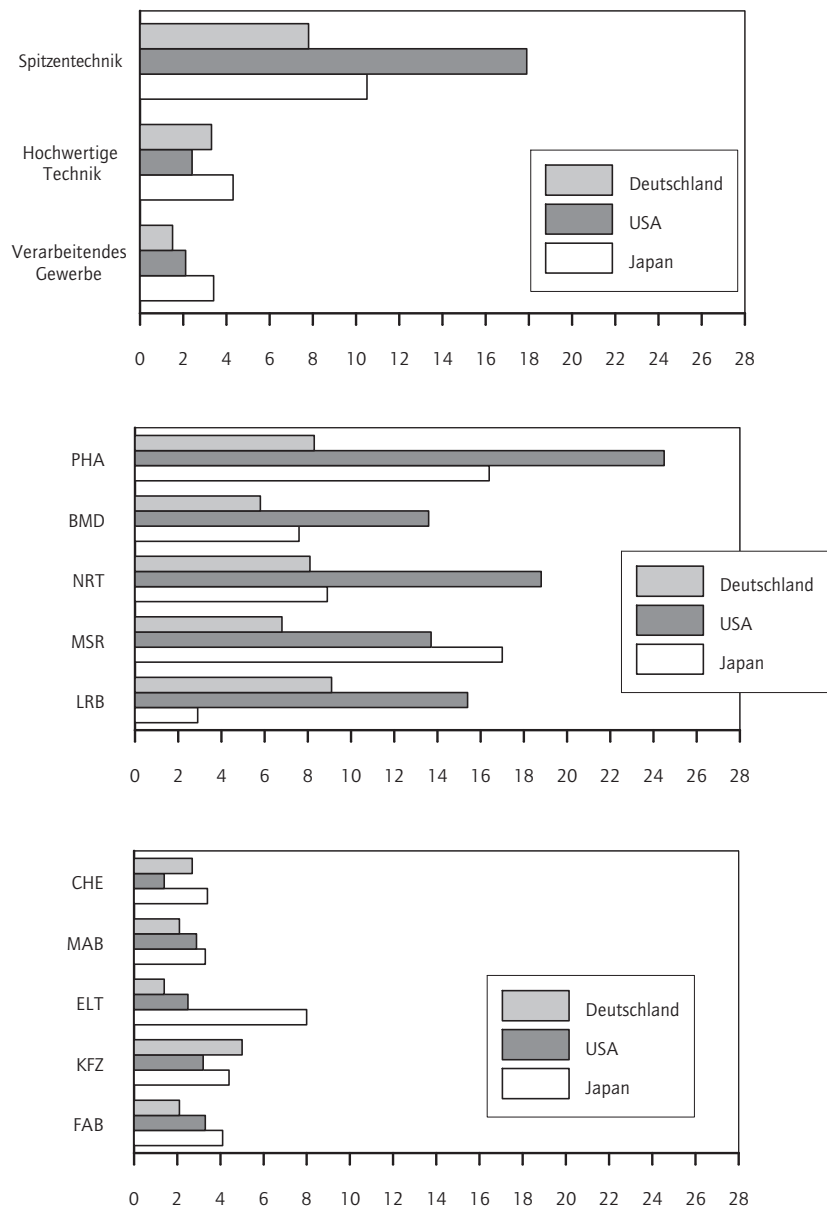 Spitzentechnik
Hochwertige
Technik
Verarbeitendes
Gewerbe
Deutschland
USA
Japan
0 2 4 6 8 10 12 14 16 18 20 22 24 26 28
PHA
BMD
NRT
MSR
LRB
Deutschland
USA
Japan
0 2 4 6 8 10 12 14 16 18 20 22 24 26 28
CHE
MAB
ELT
KFZ
FAB
Deutschland
USA
Japan
0 2 4 6 8 10 12 14 16 18 20 22 24 26 28